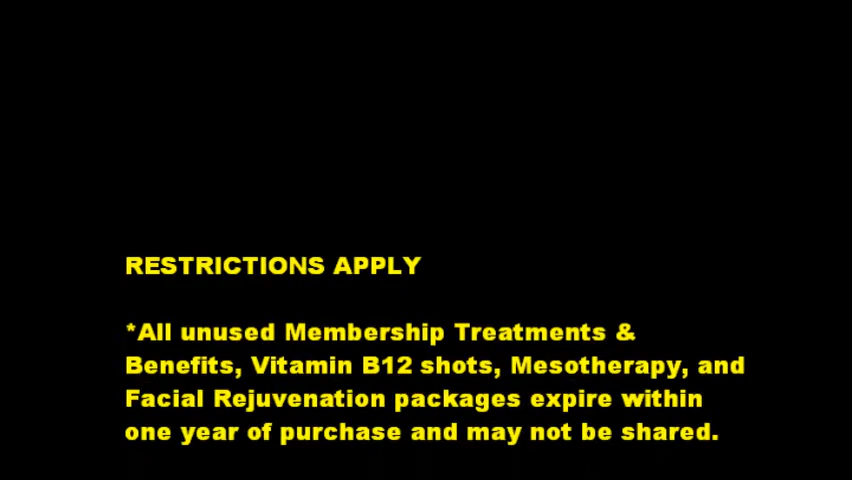 RESTRICTIONS APPLY
*All unused Membership Treatments &
Benefits, Vitamin B12 shots, Mesotherapy, and
Facial Rejuvenation packages expire within
one year of purchase and may not be shared.